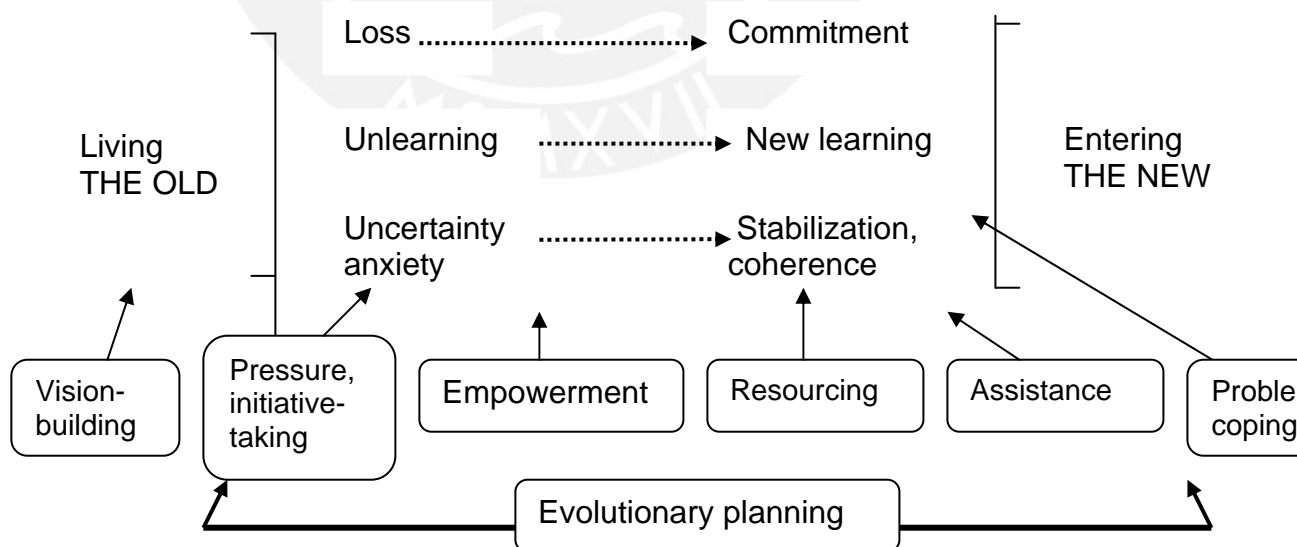 Loss
Commitment
Living
THE OLD
Unlearning
New learning
Entering
THE NEW
Uncertainty
anxiety
Stabilization,
coherence
Vision-
building
Pressure,
initiative-
taking
Empowerment
Resourcing
Assistance
Proble
coping
Evolutionary planning